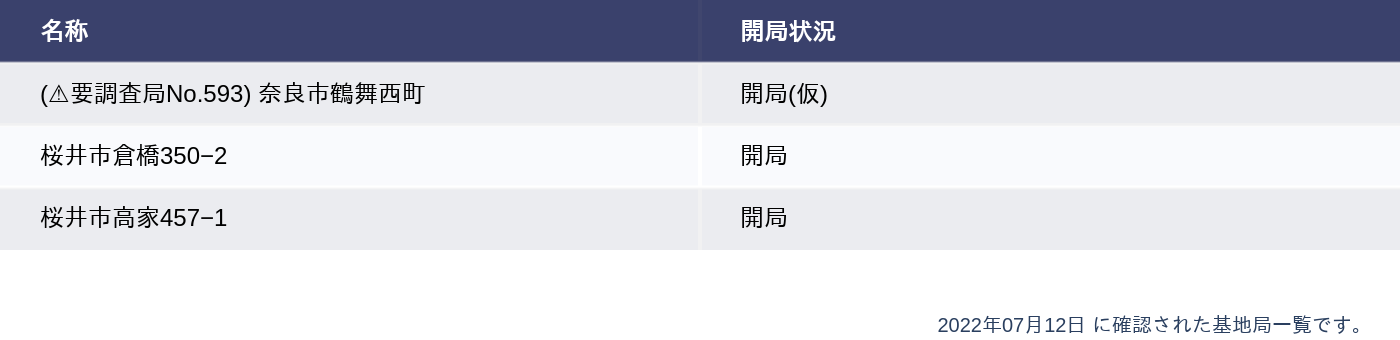 名称 開局状況
(⚠要調査局No.593) 奈良市鶴舞西町 開局(仮)
桜井市倉橋350−2 開局
桜井市高家457−1 開局
2022年07月12日 に確認された基地局一覧です。